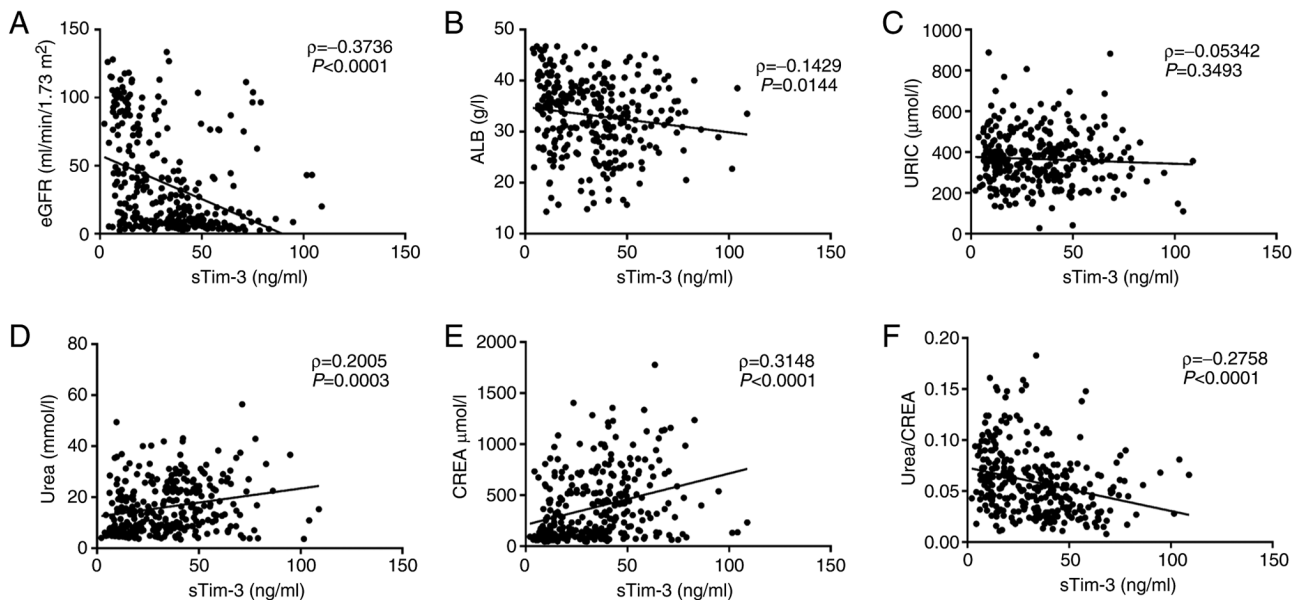 A
eGFR (ml/min/1.73 m²)
150
100
50
0
0
50
100
150
sTim-3 (ng/ml)
ρ=−0.3736
P<0.0001
B
ALB (g/l)
50
40
30
20
10
0
50
100
150
sTim-3 (ng/ml)
ρ=−0.1429
P=0.0144
C
URIC (μmol/l)
1000
800
600
400
200
0
0
50
100
150
sTim-3 (ng/ml)
ρ=−0.05342
P=0.3493
D
Urea (mmol/l)
80
60
40
20
0
0
50
100
150
sTim-3 (ng/ml)
ρ=0.2005
P=0.0003
E
CREA μmol/l
2000
1500
1000
500
0
0
50
100
150
sTim-3 (ng/ml)
ρ=0.3148
P<0.0001
F
Urea/CREA
0.20
0.15
0.10
0.05
0.00
0
50
100
150
sTim-3 (ng/ml)
ρ=−0.2758
P<0.0001